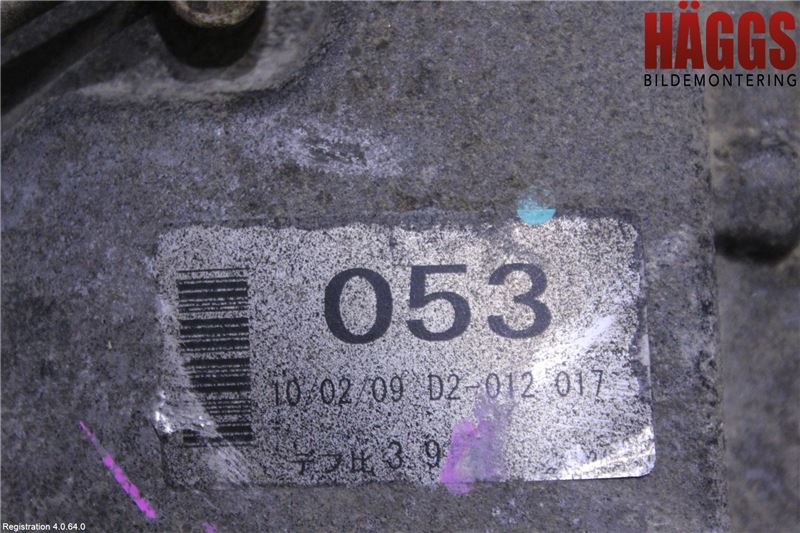 HÄGGS
BILDEMONTERING
053
10/02/09 D2-012 017
デフ比 3 9
Registration 4.0.64.0